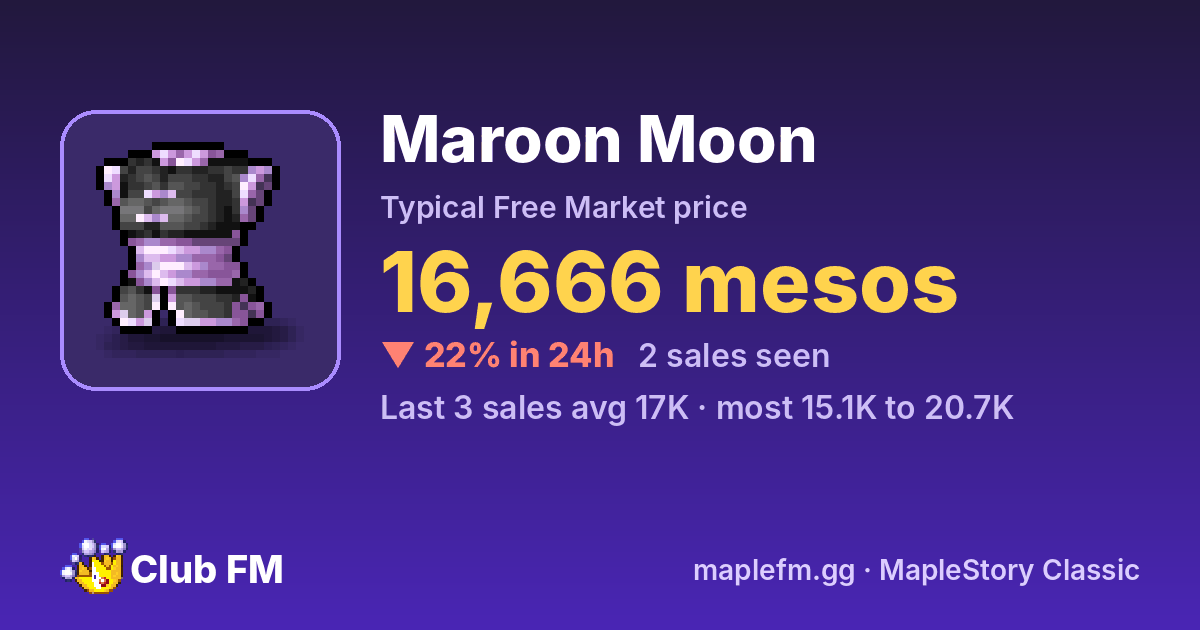 Maroon Moon
Typical Free Market price
16,666 mesos
▼ 22% in 24h 2 sales seen
Last 3 sales avg 17K · most 15.1K to 20.7K
Club FM
maplefm.gg · MapleStory Classic